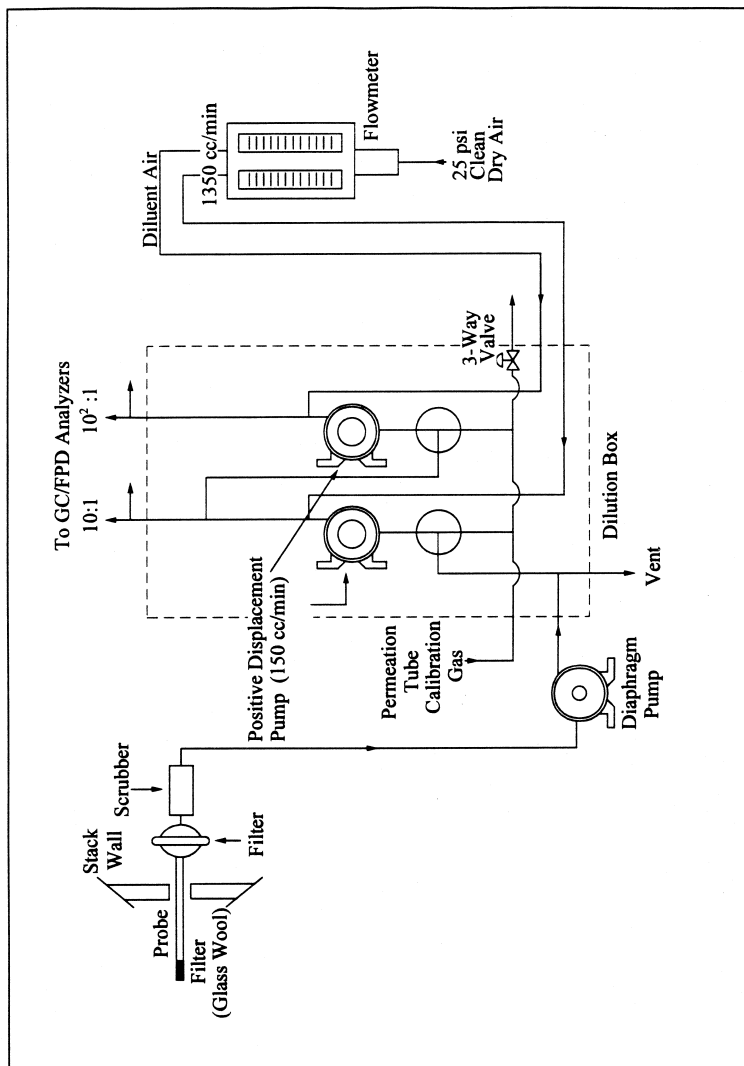 To GC/FPD Analyzers
10:1
10² :1
Diluent Air
1350 cc/min
Flowmeter
25 psi
Clean
Dry Air
3-Way
Valve
Dilution Box
Vent
Positive Displacement
Pump (150 cc/min)
Permeation
Tube
Calibration
Gas
Diaphragm
Pump
Stack
Wall
Scrubber
Filter
Probe
Filter
(Glass Wool)